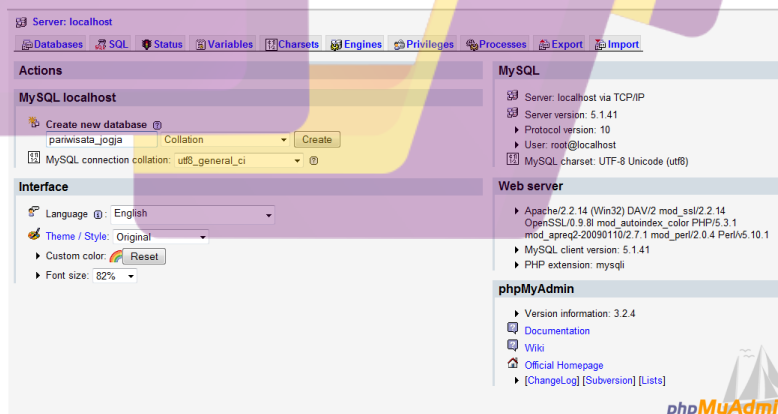 Server: localhost
Databases SQL Status Variables Charsets Engines Privileges Processes Export Import
Actions
MySQL localhost
Create new database
pariwisata_jogja Collation Create
MySQL connection collation: utf8_general_ci
Interface
Language : English
Theme / Style: Original
Custom color: Reset
Font size: 82%
MySQL
Server: localhost via TCP/IP
Server version: 5.1.41
Protocol version: 10
User: root@localhost
MySQL charset: UTF-8 Unicode (utf8)
Web server
Apache/2.2.14 (Win32) DAV/2 mod_ssl/2.2.14
OpenSSL/0.9.8l mod_autoindex_color PHP/5.3.1
mod_apreq2-20090110/2.7.1 mod_perl/2.0.4 Perl/v5.10.1
MySQL client version: 5.1.41
PHP extension: mysqli
phpMyAdmin
Version information: 3.2.4
Documentation
Wiki
Official Homepage
[ChangeLog] [Subversion] [Lists]
phpMyAdmin